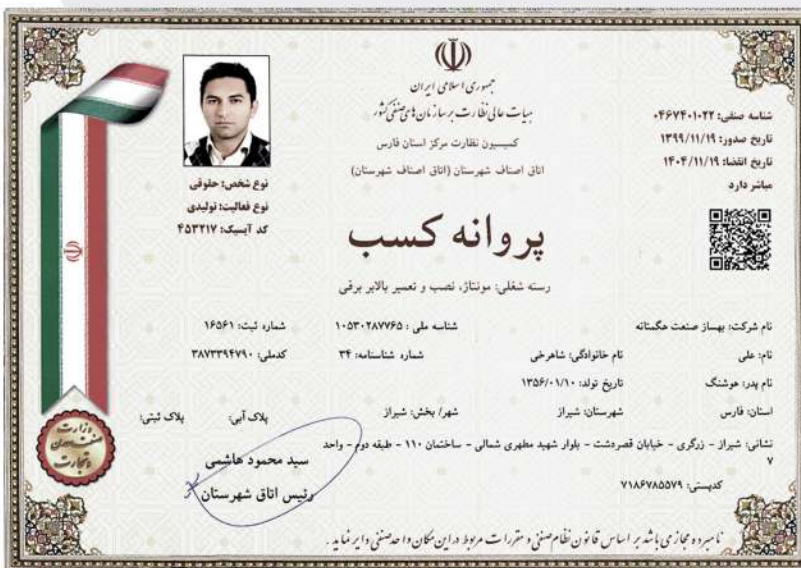 جمهوری اسلامی ایران
هیات عالی نظارت بر سازمان های صنفی کشور
کمیسیون نظارت مرکز استان فارس
اتاق اصناف شهرستان (اتاق اصناف شهرستان)
شناسه صنفی: ۰۴۶۷۴۰۱۰۲۲
تاریخ صدور: ۱۳۹۹/۱۱/۱۹
تاریخ انقضا: ۱۴۰۴/۱۱/۱۹
مباشر دارد
نوع شخص: حقوقی
نوع فعالیت: تولیدی
کد آیسیک: ۴۵۳۲۱۷
پروانه کسب
رسته شغلی: مونتاژ، نصب و تعمیر بالابر برقی
نام شرکت: بهساز صنعت هگمتانه شناسه ملی : ۱۰۵۳۰۲۸۷۷۶۵ شماره ثبت: ۱۶۵۶۱
نام: علی نام خانوادگی: شاهرخی شماره شناسنامه: ۳۴ کدملی: ۳۸۷۳۳۹۴۷۹۰
نام پدر: هوشنگ تاریخ تولد: ۱۳۵۶/۰۱/۱۰
استان: فارس شهرستان: شیراز شهر/ بخش: شیراز پلاک آبی: پلاک ثبتی:
نشانی: شیراز - زرگری - خیابان قصردشت - بلوار شهید مطهری شمالی - ساختمان ۱۱۰ - طبقه دوم - واحد
۷
کدپستی: ۷۱۸۶۷۸۵۵۷۹
سید محمود هاشمی
رئیس اتاق شهرستان
وزارت
صنعت، معدن
و تجارت
نامبرده مجاز می باشد بر اساس قانون نظام صنفی و مقررات مربوط در این مکان واحد صنفی دایر نماید .